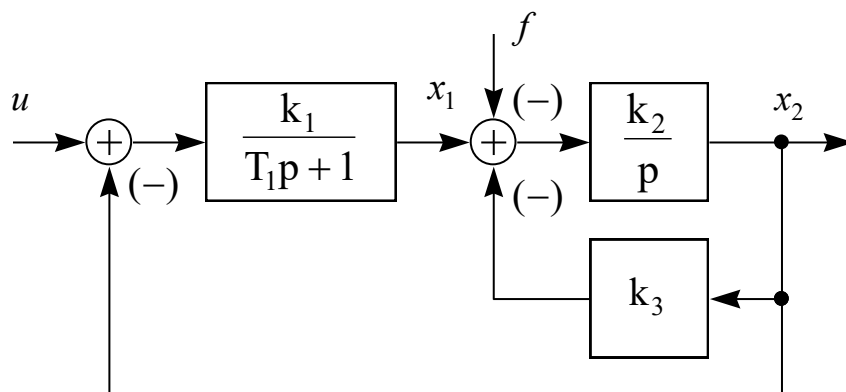 f
u
k₁
T₁p + 1
x₁
(−)
k₂
p
x₂
+
(−)
+
(−)
k₃